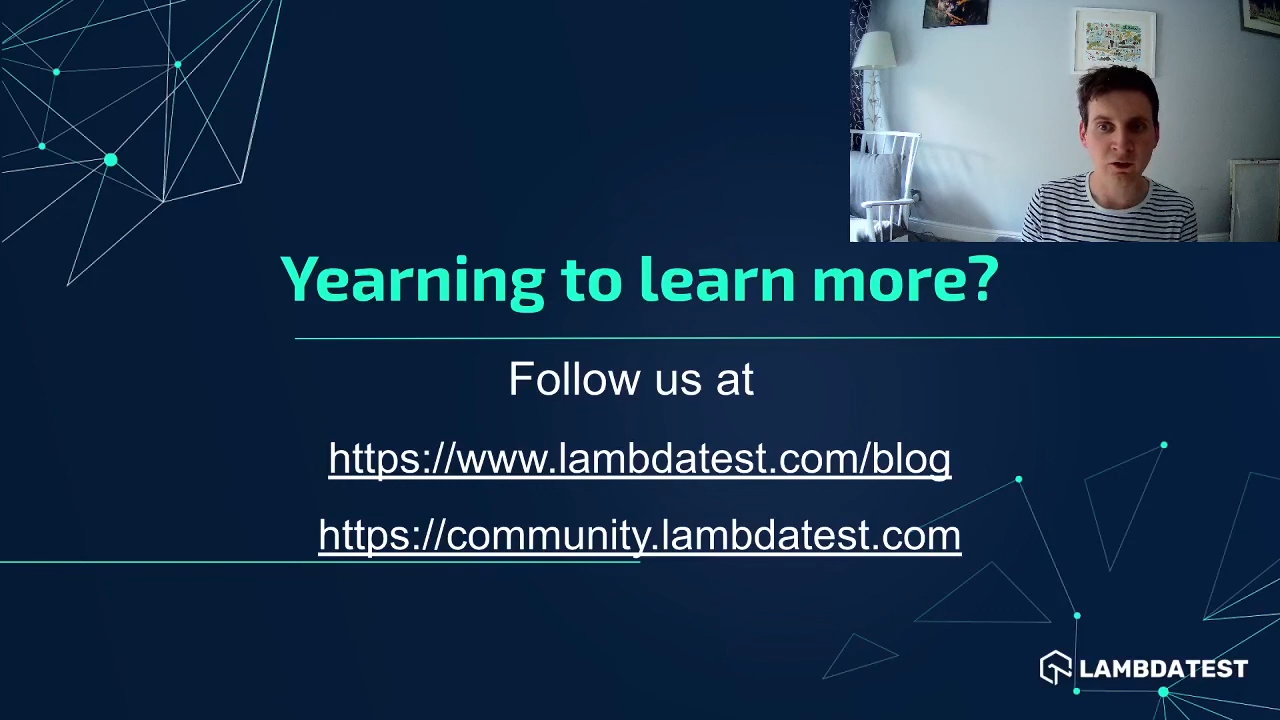 Yearning to learn more?
Follow us at
https://www.lambdatest.com/blog
https://community.lambdatest.com
LAMBDATEST